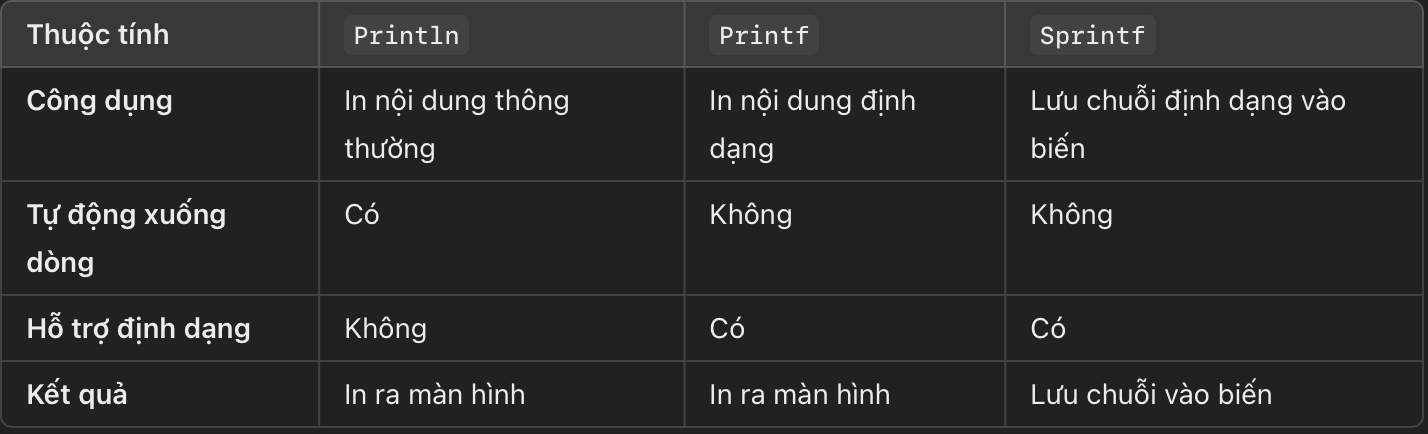 Thuộc tính Println Printf Sprintf
Công dụng In nội dung thông thường In nội dung định dạng Lưu chuỗi định dạng vào biến
Tự động xuống dòng Có Không Không
Hỗ trợ định dạng Không Có Có
Kết quả In ra màn hình In ra màn hình Lưu chuỗi vào biến